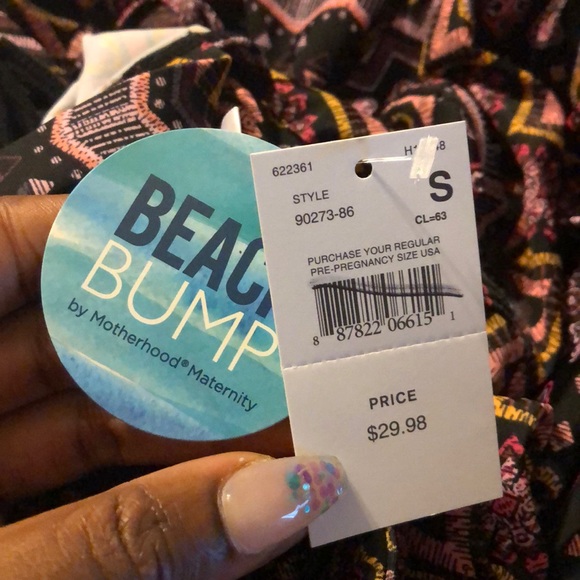 BEACH
BUMP
by Motherhood® Maternity
622361
STYLE
90273-86
S
CL=63
PURCHASE YOUR REGULAR
PRE-PREGNANCY SIZE USA
8 87822 06615 1
PRICE
$29.98